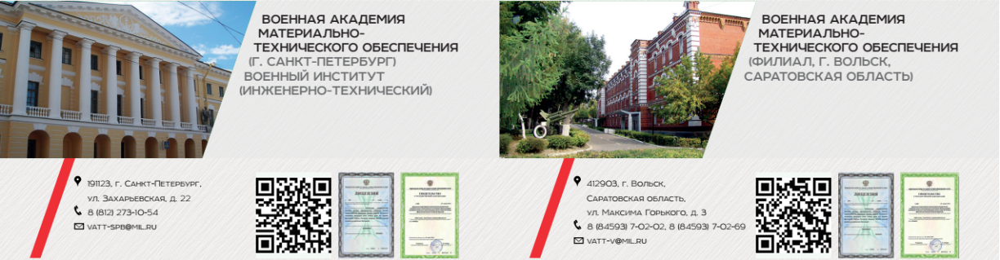 ВОЕННАЯ АКАДЕМИЯ
МАТЕРИАЛЬНО-
ТЕХНИЧЕСКОГО ОБЕСПЕЧЕНИЯ
(Г. САНКТ-ПЕТЕРБУРГ)
ВОЕННЫЙ ИНСТИТУТ
(ИНЖЕНЕРНО-ТЕХНИЧЕСКИЙ)
191123, г. Санкт-Петербург,
ул. Захарьевская, д. 22
8 (812) 273-10-54
VATT-SPB@MIL.RU
ВОЕННАЯ АКАДЕМИЯ
МАТЕРИАЛЬНО-
ТЕХНИЧЕСКОГО ОБЕСПЕЧЕНИЯ
(ФИЛИАЛ, Г. ВОЛЬСК,
САРАТОВСКАЯ ОБЛАСТЬ)
412903, г. Вольск,
Саратовская область,
ул. Максима Горького, д. 3
8 (84593) 7-02-02, 8 (84593) 7-02-69
VATT-V@MIL.RU